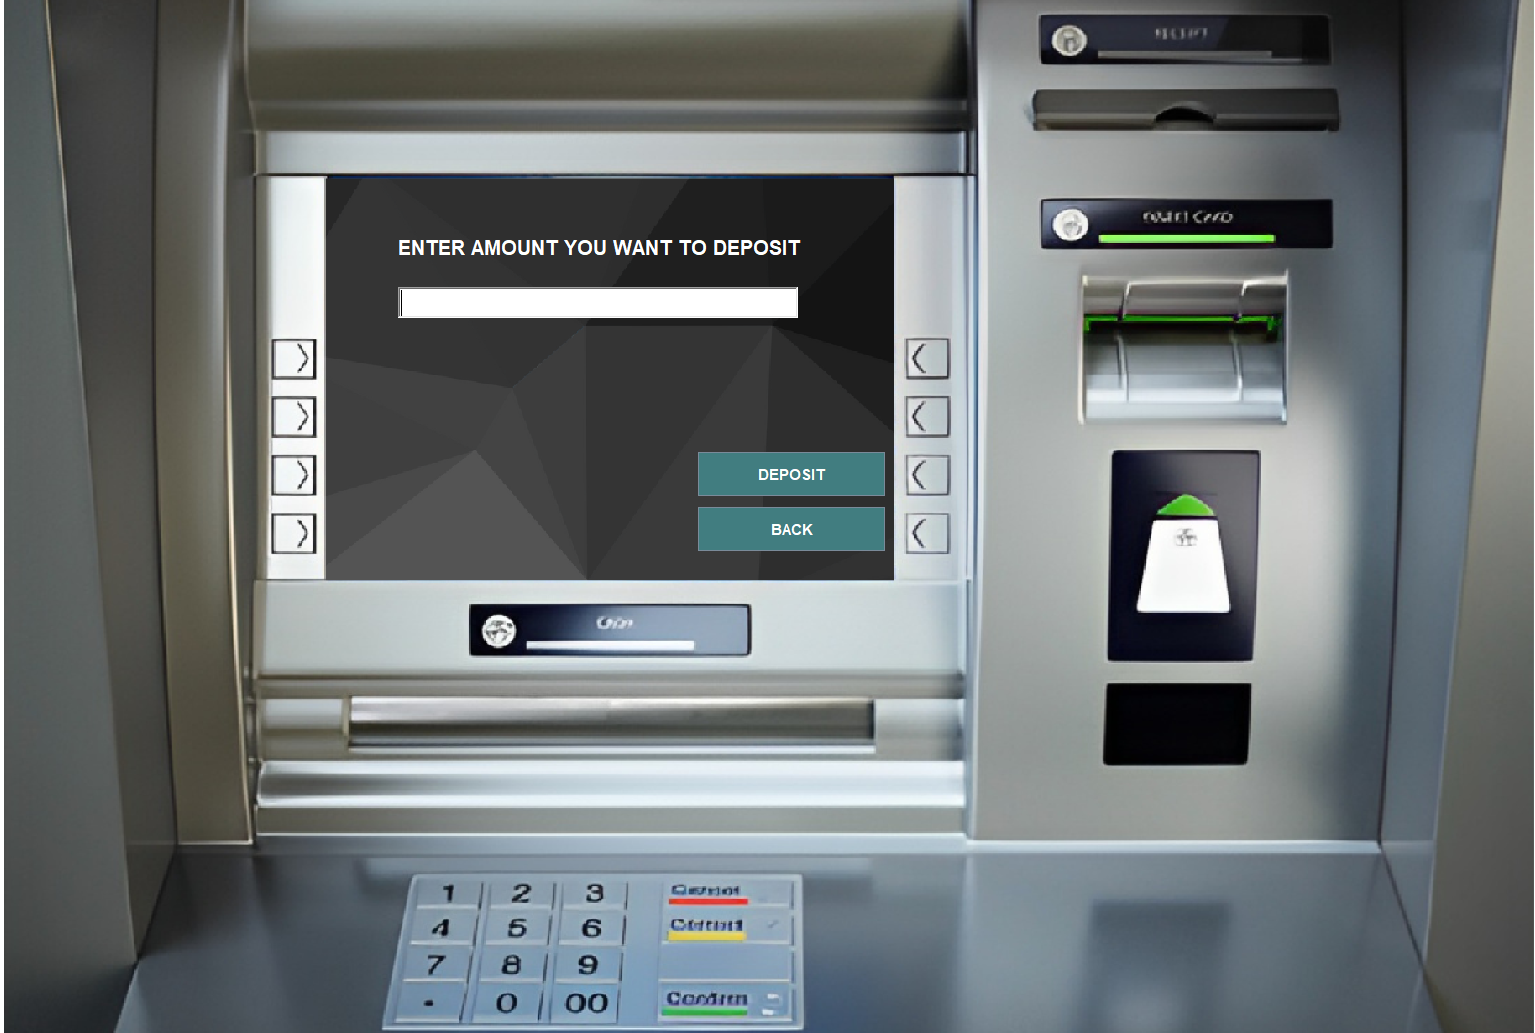 ENTER AMOUNT YOU WANT TO DEPOSIT
DEPOSIT
BACK
1 2 3
4 5 6
7 8 9
0 00
Confirm